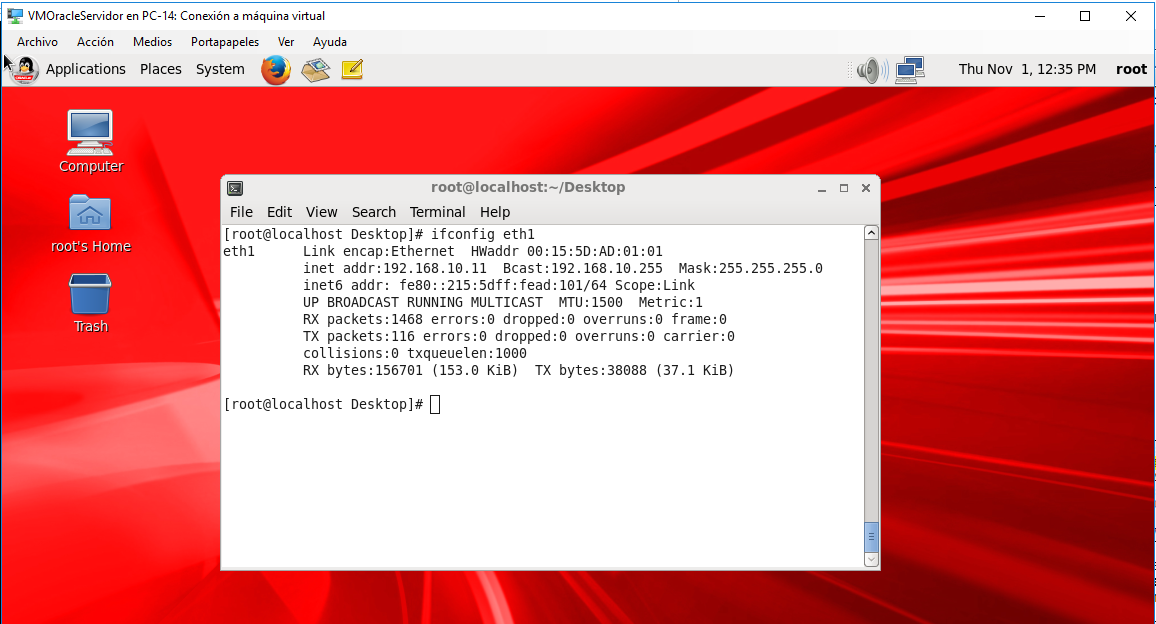 VMOracleServidor en PC-14: Conexión a máquina virtual
Archivo Acción Medios Portapapeles Ver Ayuda
Applications Places System Thu Nov 1, 12:35 PM root
Computer
root's Home
Trash
root@localhost:~/Desktop
File Edit View Search Terminal Help
[root@localhost Desktop]# ifconfig eth1
eth1      Link encap:Ethernet  HWaddr 00:15:5D:AD:01:01
          inet addr:192.168.10.11  Bcast:192.168.10.255  Mask:255.255.255.0
          inet6 addr: fe80::215:5dff:fead:101/64 Scope:Link
          UP BROADCAST RUNNING MULTICAST  MTU:1500  Metric:1
          RX packets:1468 errors:0 dropped:0 overruns:0 frame:0
          TX packets:116 errors:0 dropped:0 overruns:0 carrier:0
          collisions:0 txqueuelen:1000
          RX bytes:156701 (153.0 KiB)  TX bytes:38088 (37.1 KiB)
[root@localhost Desktop]#